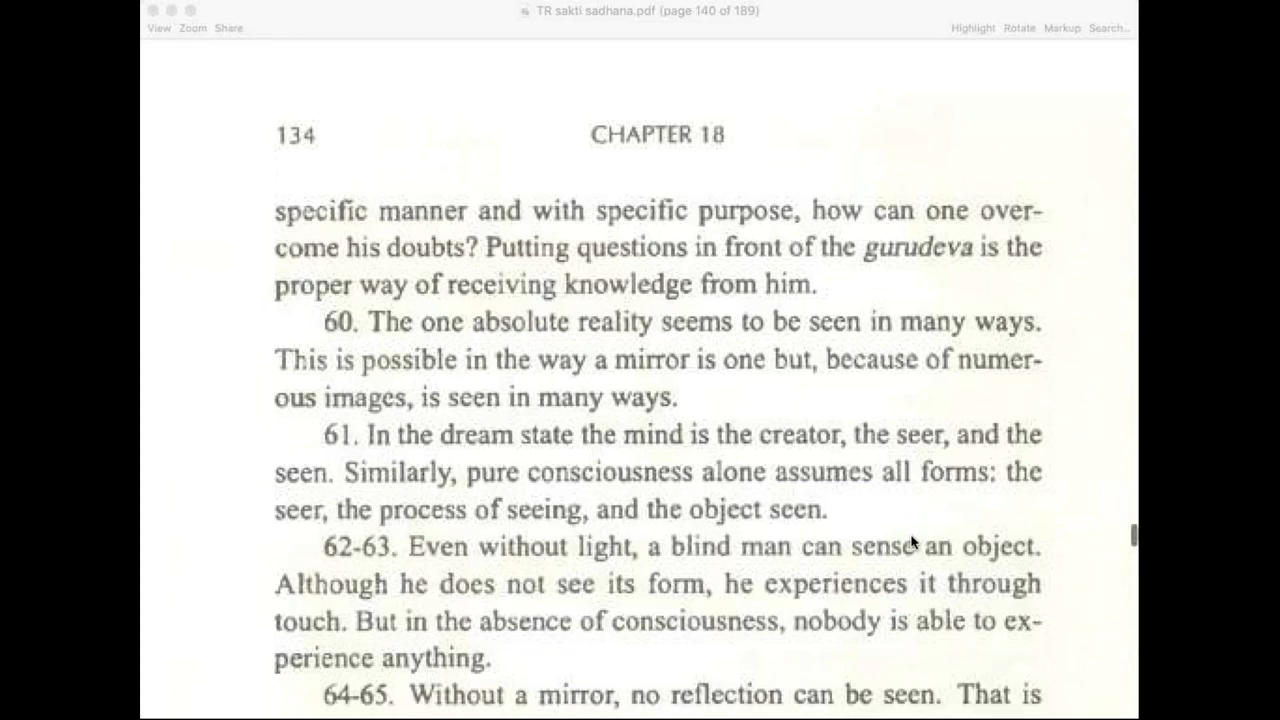 TR sakti sadhana.pdf (page 140 of 189)
View Zoom Share Highlight Rotate Markup Search...
134 CHAPTER 18
specific manner and with specific purpose, how can one over-
come his doubts? Putting questions in front of the gurudeva is the
proper way of receiving knowledge from him.
60. The one absolute reality seems to be seen in many ways.
This is possible in the way a mirror is one but, because of numer-
ous images, is seen in many ways.
61. In the dream state the mind is the creator, the seer, and the
seen. Similarly, pure consciousness alone assumes all forms: the
seer, the process of seeing, and the object seen.
62-63. Even without light, a blind man can sense an object.
Although he does not see its form, he experiences it through
touch. But in the absence of consciousness, nobody is able to ex-
perience anything.
64-65. Without a mirror, no reflection can be seen. That is